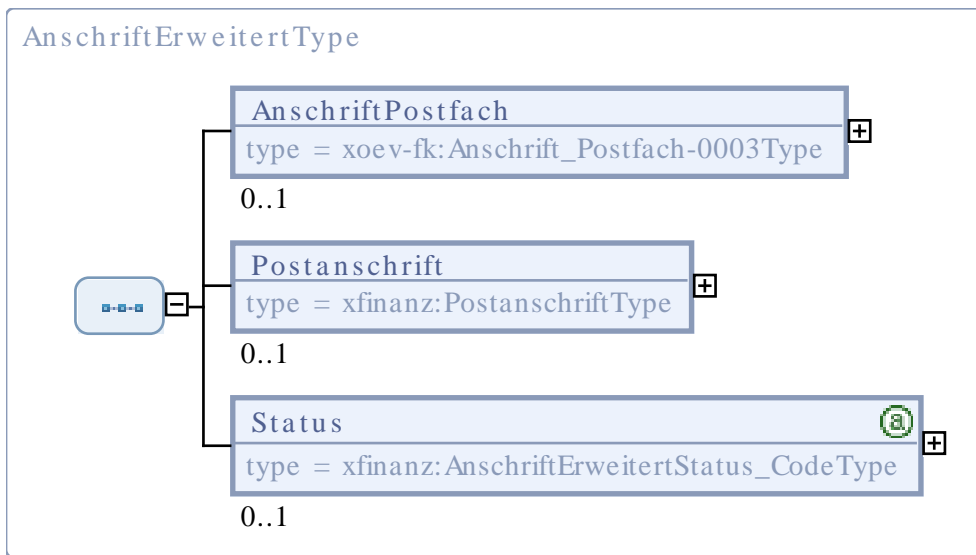 AnschriftErweitertType
AnschriftPostfach
type = xoev-fk:Anschrift_Postfach-0003Type
0..1
Postanschrift
type = xfinanz:PostanschriftType
0..1
Status @
type = xfinanz:AnschriftErweitertStatus_CodeType
0..1